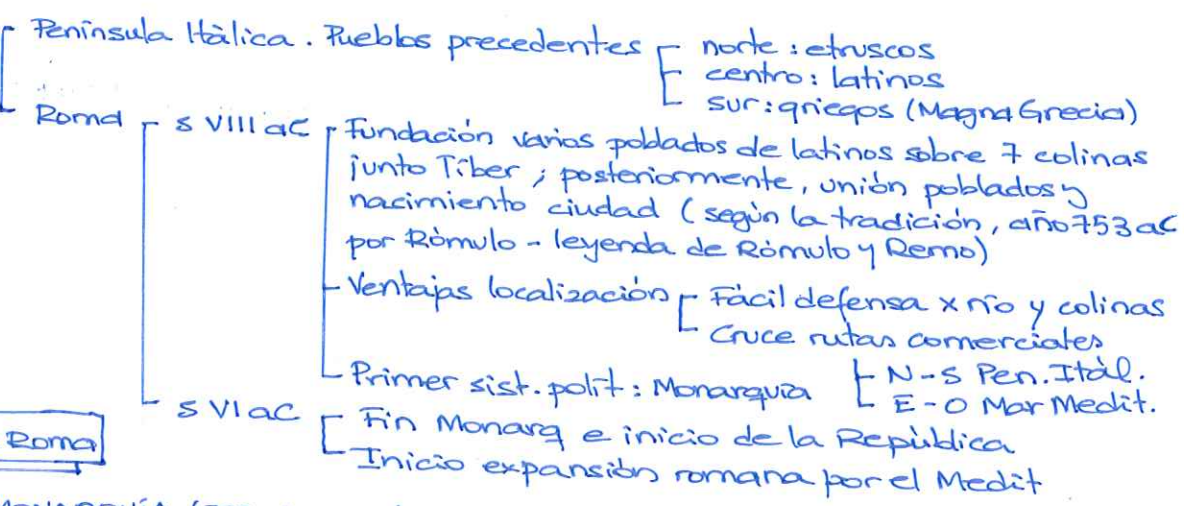 Península Itálica. Pueblos precedentes
norte: etruscos
centro: latinos
sur: griegos (Magna Grecia)
Roma
s VIII aC
Fundación varios poblados de latinos sobre 7 colinas
junto Tíber; posteriormente, unión poblados y
nacimiento ciudad (según la tradición, año 753 aC
por Rómulo - leyenda de Rómulo y Remo)
Ventajas localización
Fácil defensa x río y colinas
Cruce rutas comerciales
N-S Pen. Itál.
E-O Mar Medit.
Primer sist. polít: Monarquía
s VI aC
Fin Monarq e inicio de la República
Inicio expansión romana por el Medit
Roma